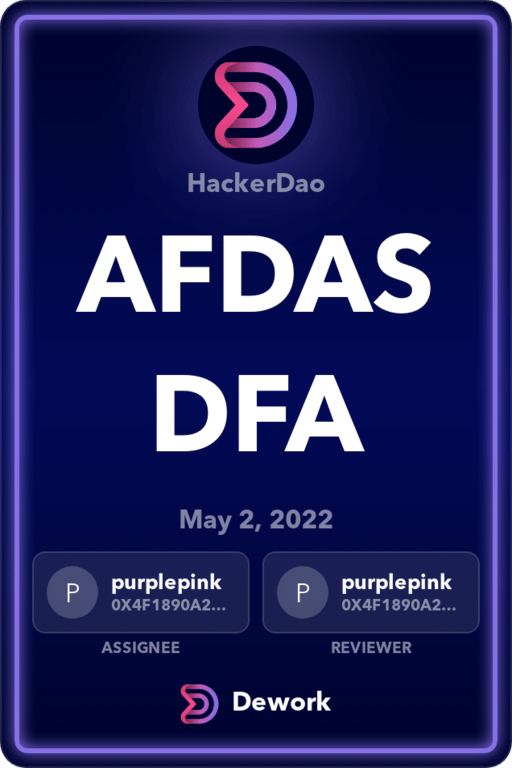 HackerDao
AFDAS
DFA
May 2, 2022
P
purplepink
0X4F1890A2...
ASSIGNEE
P
purplepink
0X4F1890A2...
REVIEWER
Dework